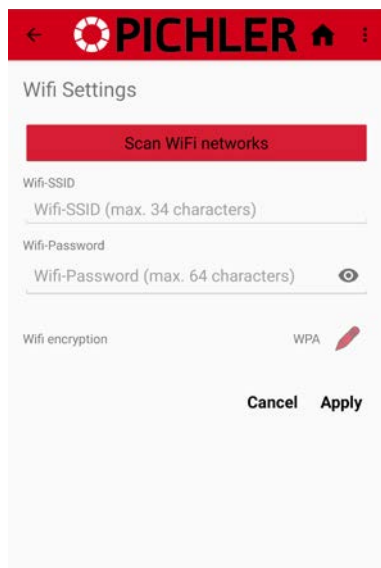 PICHLER
Wifi Settings
Scan WiFi networks
Wifi-SSID
Wifi-SSID (max. 34 characters)
Wifi-Password
Wifi-Password (max. 64 characters)
Wifi encryption WPA
Cancel Apply